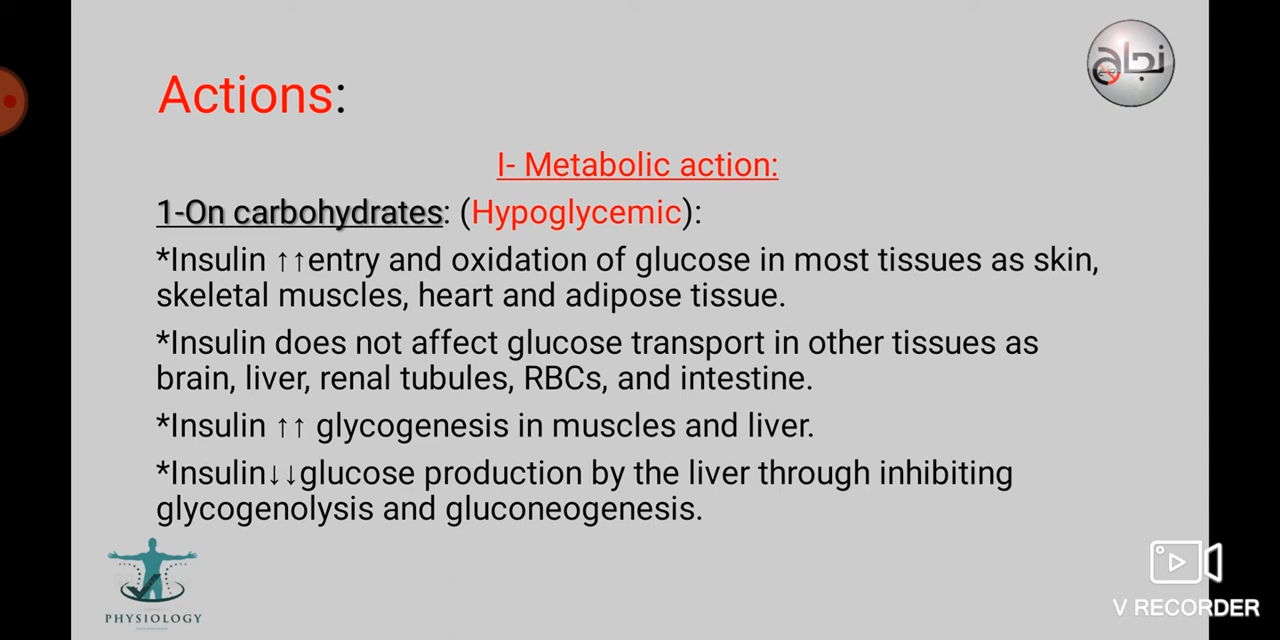 نجاح
Actions:
I- Metabolic action:
1-On carbohydrates: (Hypoglycemic):
*Insulin ↑↑entry and oxidation of glucose in most tissues as skin,
skeletal muscles, heart and adipose tissue.
*Insulin does not affect glucose transport in other tissues as
brain, liver, renal tubules, RBCs, and intestine.
*Insulin ↑↑ glycogenesis in muscles and liver.
*Insulin↓↓glucose production by the liver through inhibiting
glycogenolysis and gluconeogenesis.
PHYSIOLOGY
V RECORDER